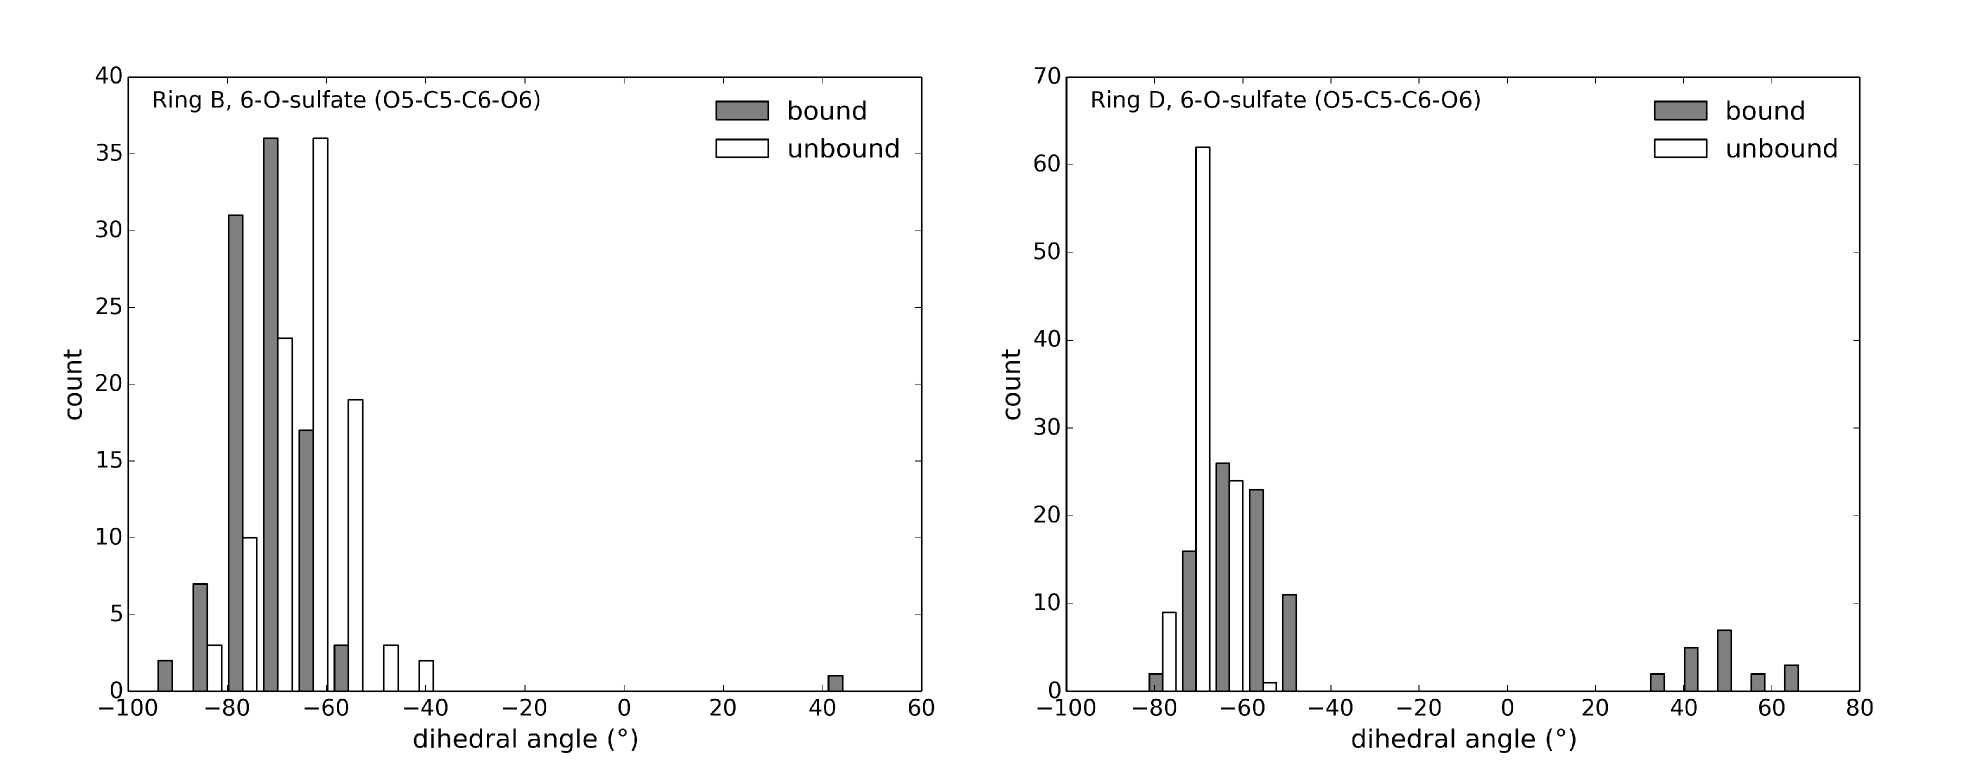 Ring B, 6-O-sulfate (O5-C5-C6-O6)
bound
unbound
40
35
30
25
20
15
10
5
0
count
−100 −80 −60 −40 −20 0 20 40 60
dihedral angle (°)
Ring D, 6-O-sulfate (O5-C5-C6-O6)
bound
unbound
70
60
50
40
30
20
10
0
count
−100 −80 −60 −40 −20 0 20 40 60 80
dihedral angle (°)